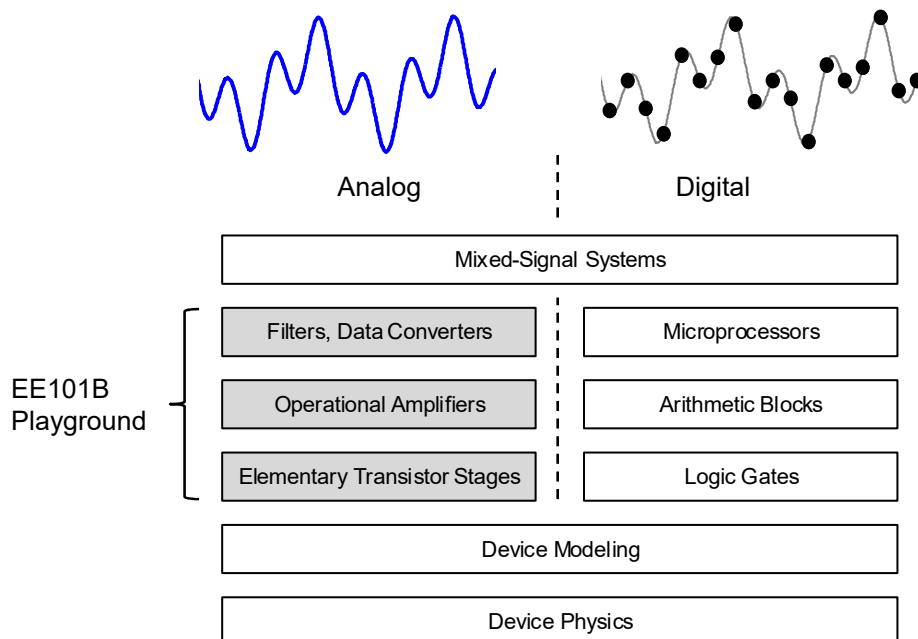 Analog
Digital
Mixed-Signal Systems
Filters, Data Converters
Microprocessors
EE101B
Playground
Operational Amplifiers
Arithmetic Blocks
Elementary Transistor Stages
Logic Gates
Device Modeling
Device Physics